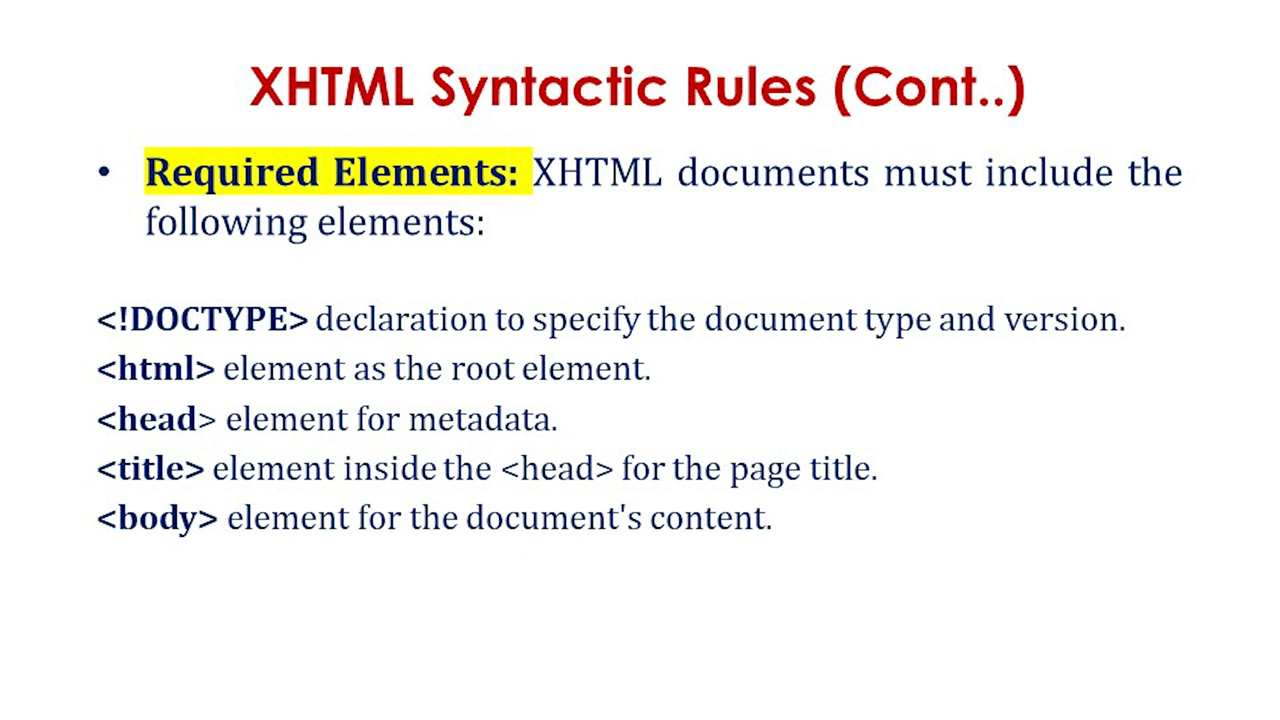 XHTML Syntactic Rules (Cont..)
• Required Elements: XHTML documents must include the
following elements:
<!DOCTYPE> declaration to specify the document type and version.
<html> element as the root element.
<head> element for metadata.
<title> element inside the <head> for the page title.
<body> element for the document's content.